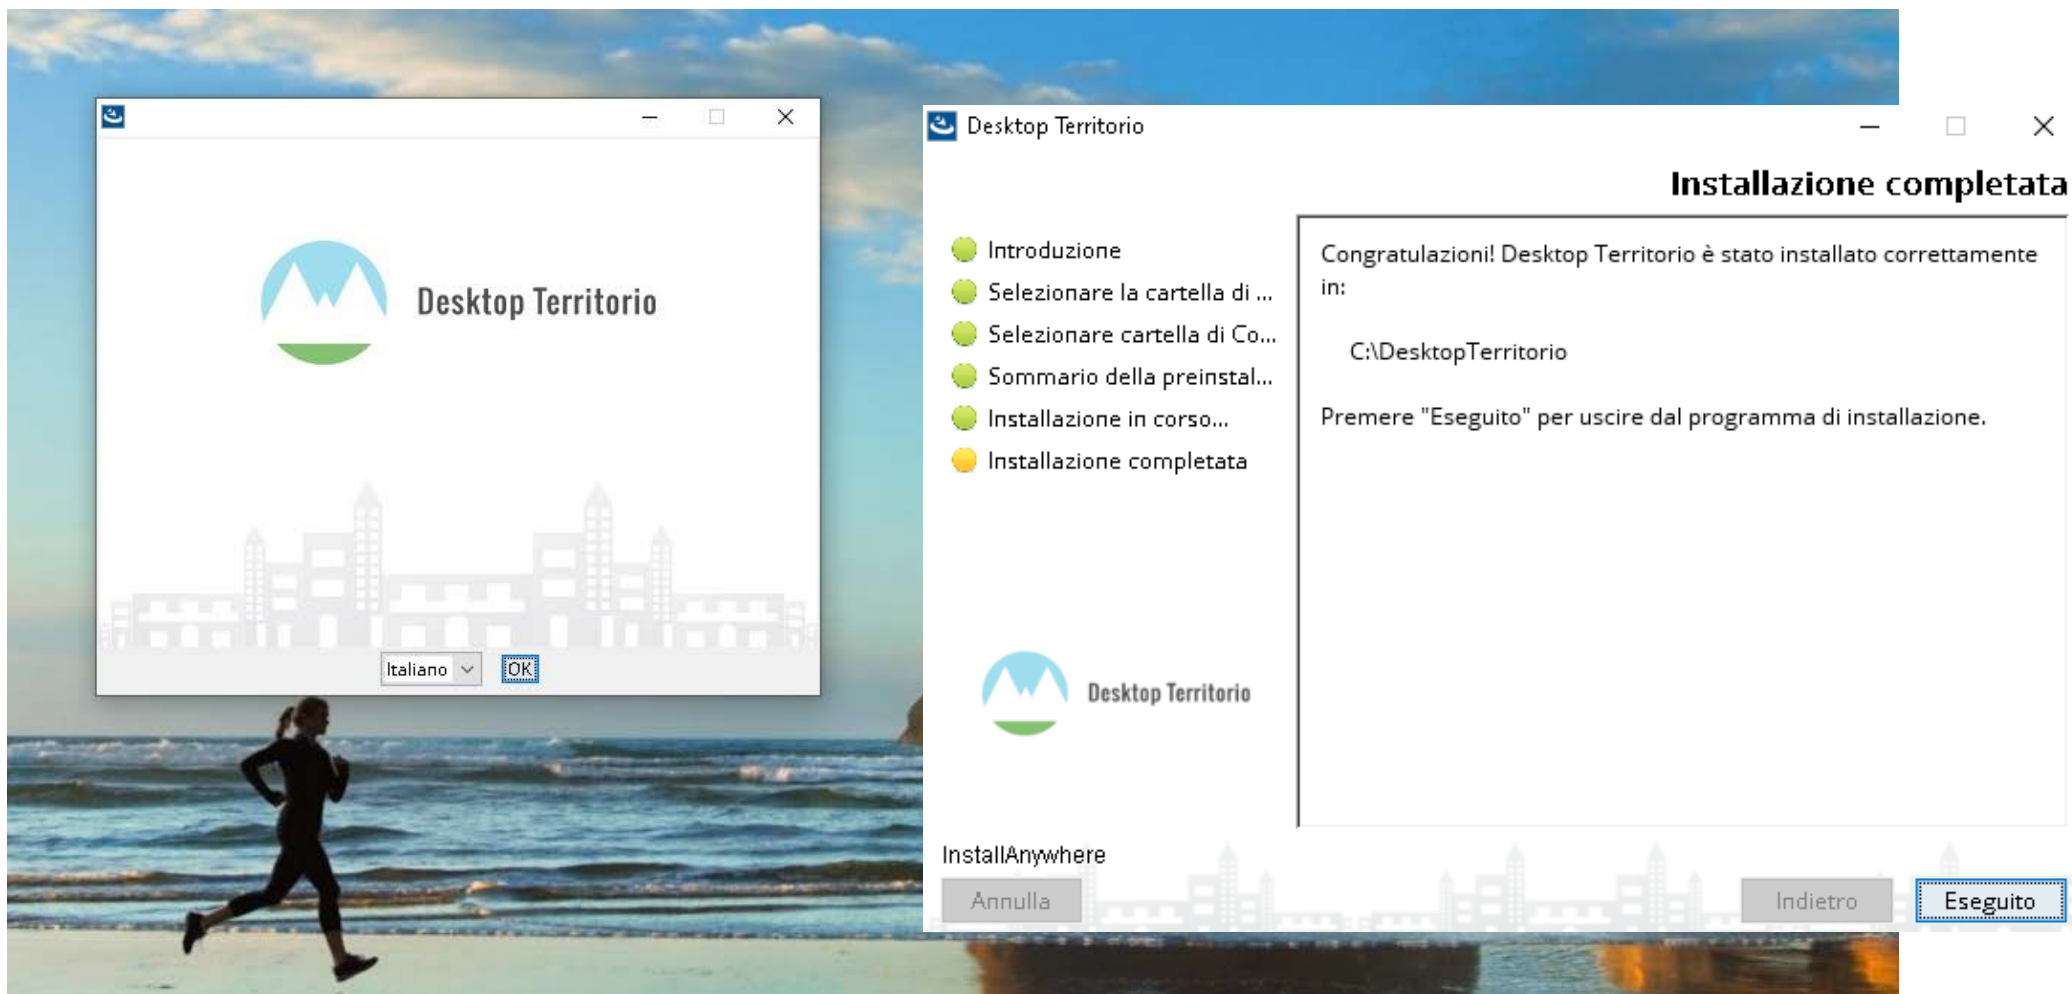 Desktop Territorio
Italiano
OK
Desktop Territorio
Installazione completata
Introduzione
Selezionare la cartella di ...
Selezionare cartella di Co...
Sommario della preinstal...
Installazione in corso...
Installazione completata
Congratulazioni! Desktop Territorio è stato installato correttamente
in:
C:\DesktopTerritorio
Premere "Eseguito" per uscire dal programma di installazione.
Desktop Territorio
InstallAnywhere
Annulla
Indietro
Eseguito